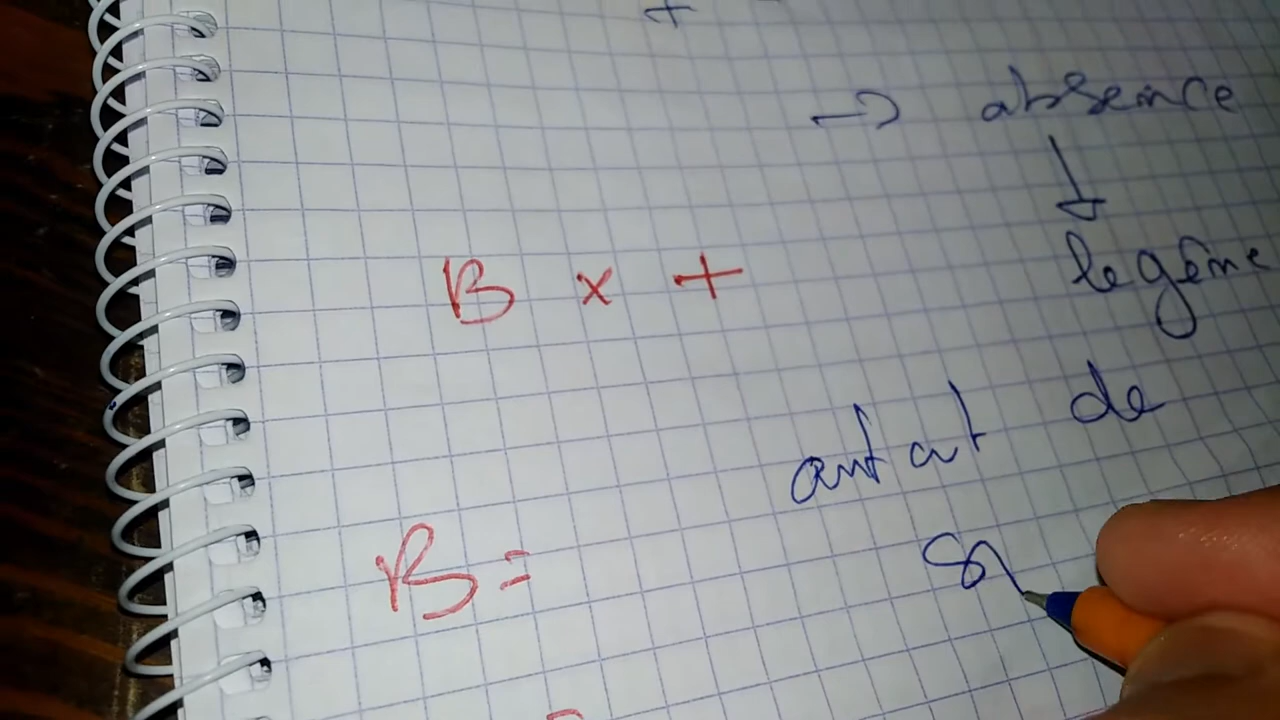 +
-> absence
↓
B x + le gène
autant de
B =